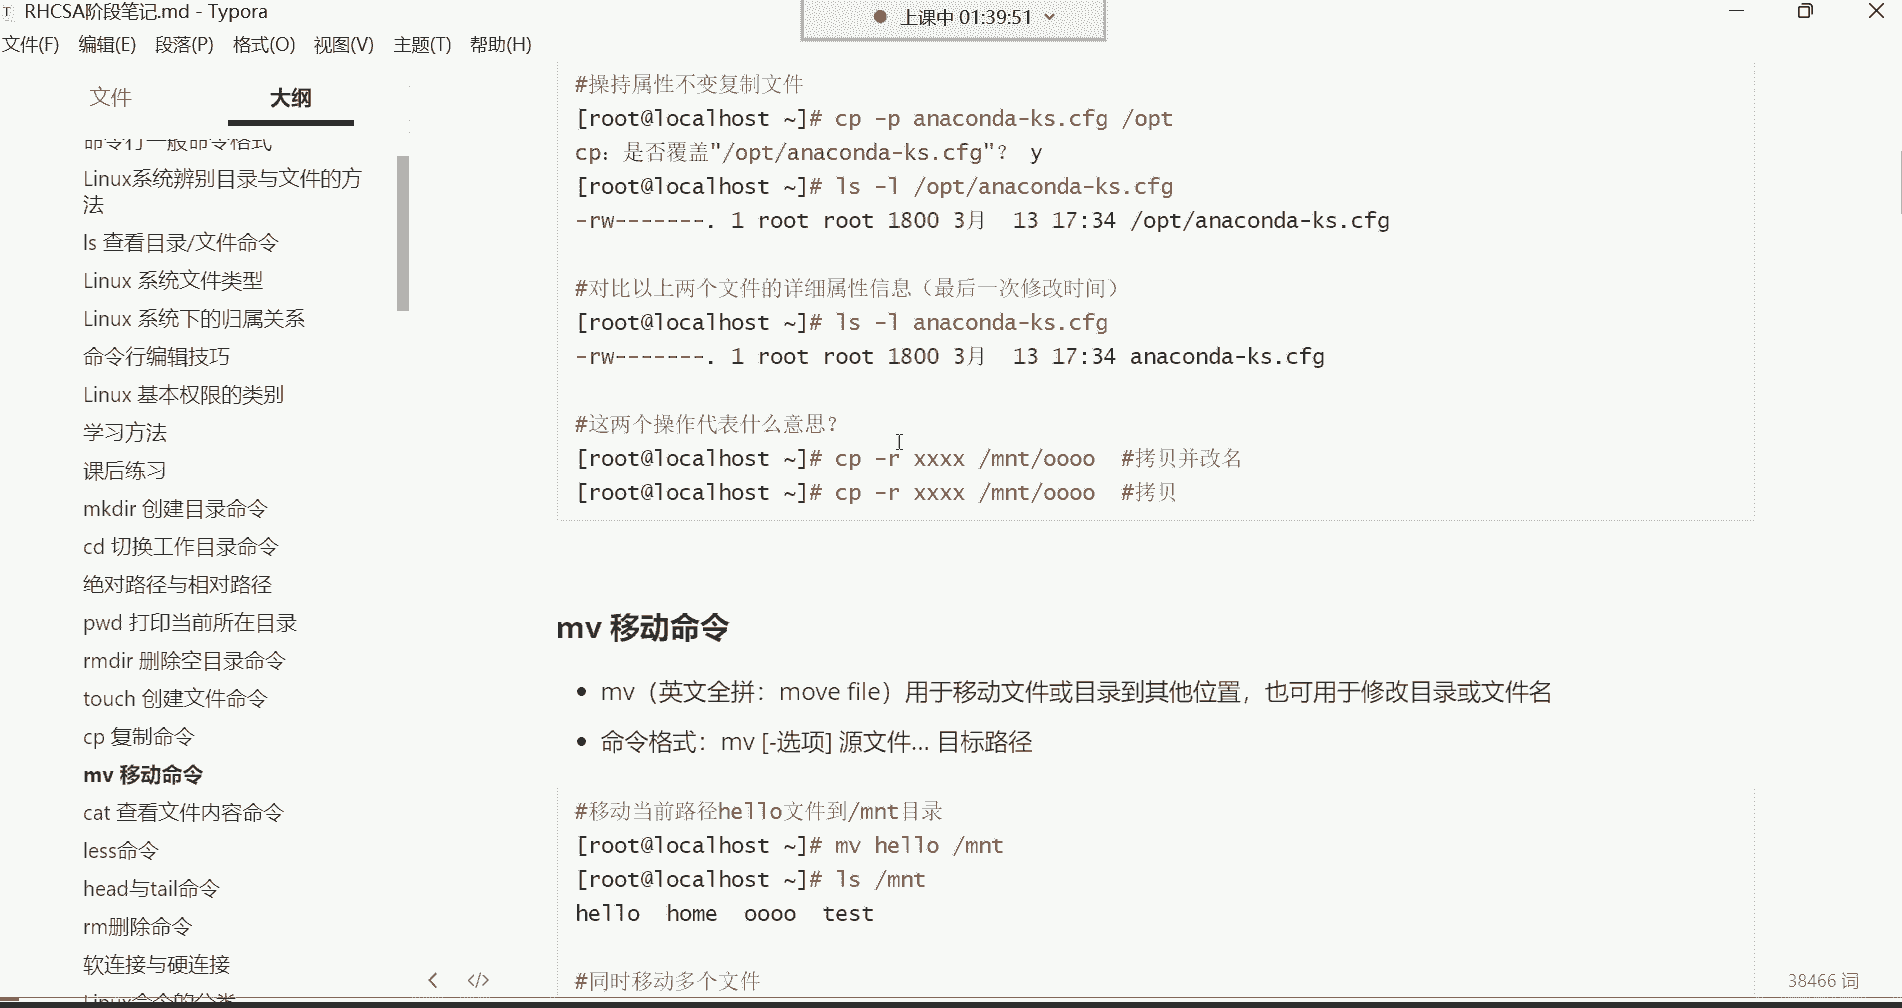 RHCSA阶段笔记.md - Typora
上课中 01:39:51
文件(F) 编辑(E) 段落(P) 格式(O) 视图(V) 主题(T) 帮助(H)
文件 大纲
命令行一般命令格式
Linux系统辨别目录与文件的方
法
ls 查看目录/文件命令
Linux 系统文件类型
Linux 系统下的归属关系
命令行编辑技巧
Linux 基本权限的类别
学习方法
课后练习
mkdir 创建目录命令
cd 切换工作目录命令
绝对路径与相对路径
pwd 打印当前所在目录
rmdir 删除空目录命令
touch 创建文件命令
cp 复制命令
mv 移动命令
cat 查看文件内容命令
less命令
head与tail命令
rm删除命令
软连接与硬连接
Linux命令的分类
#操持属性不变复制文件
[root@localhost ~]# cp -p anaconda-ks.cfg /opt
cp：是否覆盖"/opt/anaconda-ks.cfg"？ y
[root@localhost ~]# ls -l /opt/anaconda-ks.cfg
-rw-------. 1 root root 1800 3月  13 17:34 /opt/anaconda-ks.cfg
#对比以上两个文件的详细属性信息（最后一次修改时间）
[root@localhost ~]# ls -l anaconda-ks.cfg
-rw-------. 1 root root 1800 3月  13 17:34 anaconda-ks.cfg
#这两个操作代表什么意思？
[root@localhost ~]# cp -r xxxx /mnt/oooo  #拷贝并改名
[root@localhost ~]# cp -r xxxx /mnt/oooo  #拷贝
mv 移动命令
• mv（英文全拼：move file）用于移动文件或目录到其他位置，也可用于修改目录或文件名
• 命令格式：mv [-选项] 源文件... 目标路径
#移动当前路径hello文件到/mnt目录
[root@localhost ~]# mv hello /mnt
[root@localhost ~]# ls /mnt
hello  home  oooo  test
#同时移动多个文件
</> 38466 词